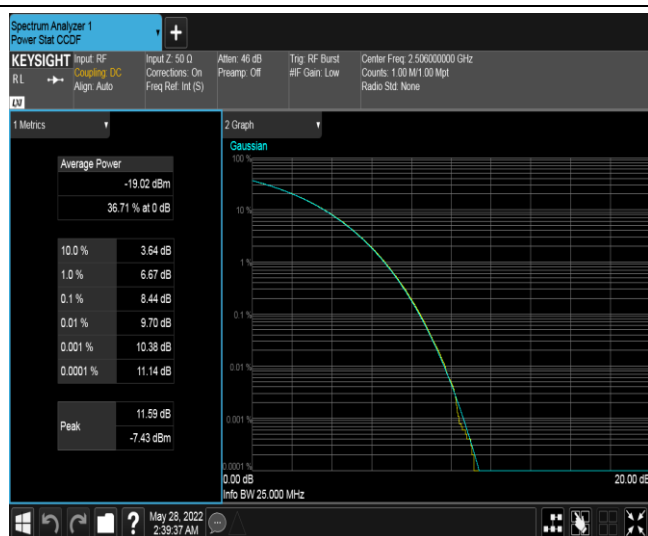 Spectrum Analyzer 1
Power Stat CCDF
+
KEYSIGHT
RL
LXI
Input: RF
Coupling: DC
Align: Auto
Input Z: 50 Ω
Corrections: On
Freq Ref: Int (S)
Atten: 46 dB
Preamp: Off
Trig: RF Burst
#IF Gain: Low
Center Freq: 2.506000000 GHz
Counts: 1.00 M/1.00 Mpt
Radio Std: None
1 Metrics
Average Power
-19.02 dBm
36.71 % at 0 dB
10.0 % 3.64 dB
1.0 % 6.67 dB
0.1 % 8.44 dB
0.01 % 9.70 dB
0.001 % 10.38 dB
0.0001 % 11.14 dB
Peak
11.59 dB
-7.43 dBm
2 Graph
Gaussian
100 %
10 %
1 %
0.1 %
0.01 %
0.001 %
0.0001 %
0.00 dB
20.00 dB
Info BW 25.000 MHz
?
May 28, 2022
2:39:37 AM